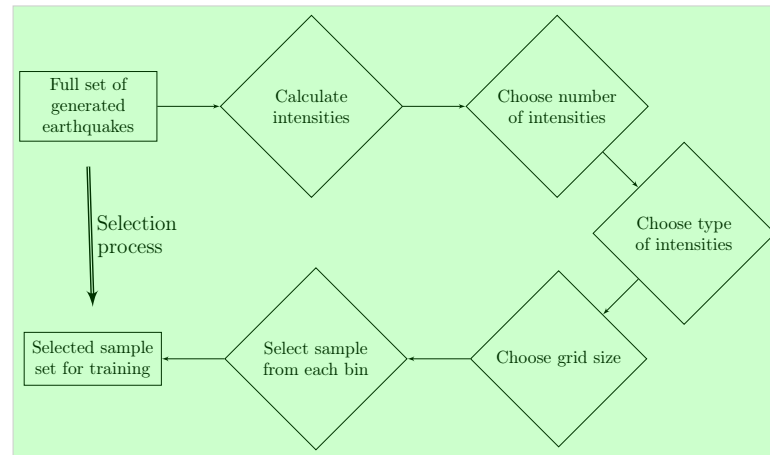 Full set of
generated
earthquakes
Calculate
intensities
Choose number
of intensities
Choose type
of intensities
Selection
process
Selected sample
set for training
Select sample
from each bin
Choose grid size